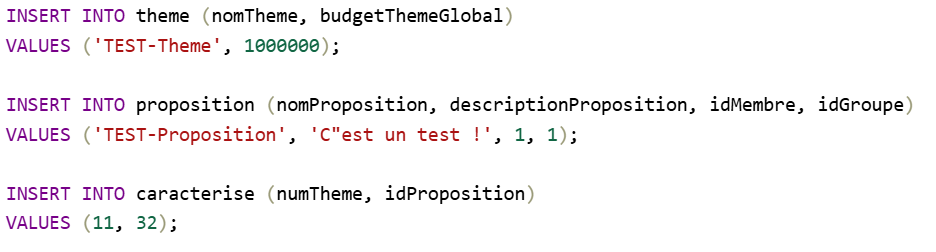 INSERT INTO theme (nomTheme, budgetThemeGlobal)
VALUES ('TEST-Theme', 1000000);
INSERT INTO proposition (nomProposition, descriptionProposition, idMembre, idGroupe)
VALUES ('TEST-Proposition', 'C"est un test !', 1, 1);
INSERT INTO caracterise (numTheme, idProposition)
VALUES (11, 32);